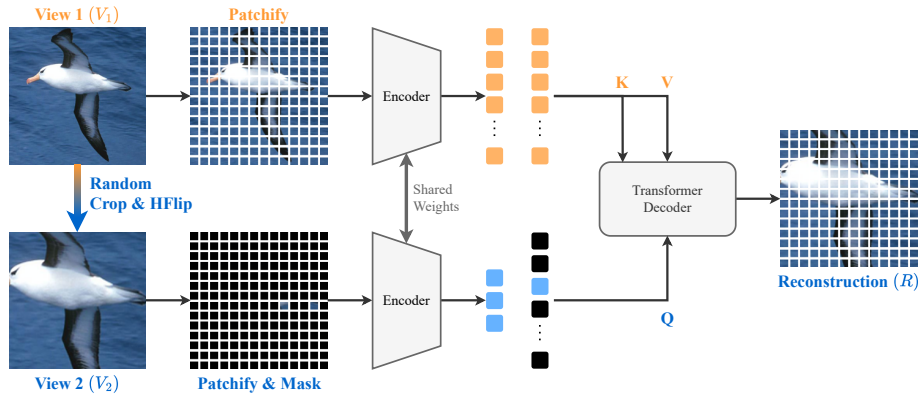 View 1 (V₁)
Patchify
Encoder
K
V
Random
Crop & HFlip
Shared
Weights
Transformer
Decoder
Reconstruction (R)
Encoder
Q
View 2 (V₂)
Patchify & Mask